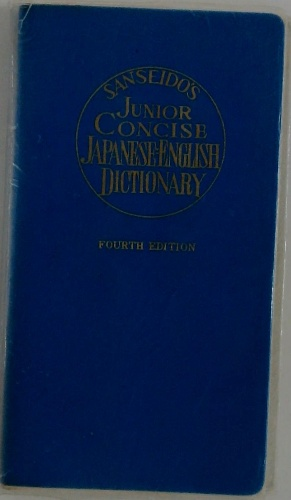 SANSEIDO'S
JUNIOR
CONCISE
JAPANESE-ENGLISH
DICTIONARY
FOURTH EDITION